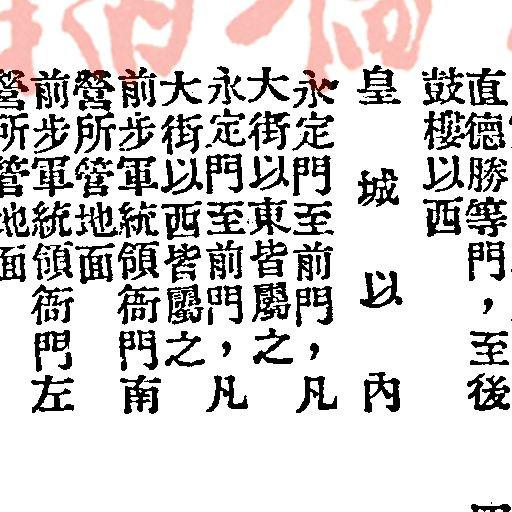 直德勝等門，至後
鼓樓以西
皇城以內
永定門至前門，凡
大街以東皆屬之
永定門至前門，凡
大街以西皆屬之
前步軍統領衙門南
營所管地面
前步軍統領衙門左
營所管地面